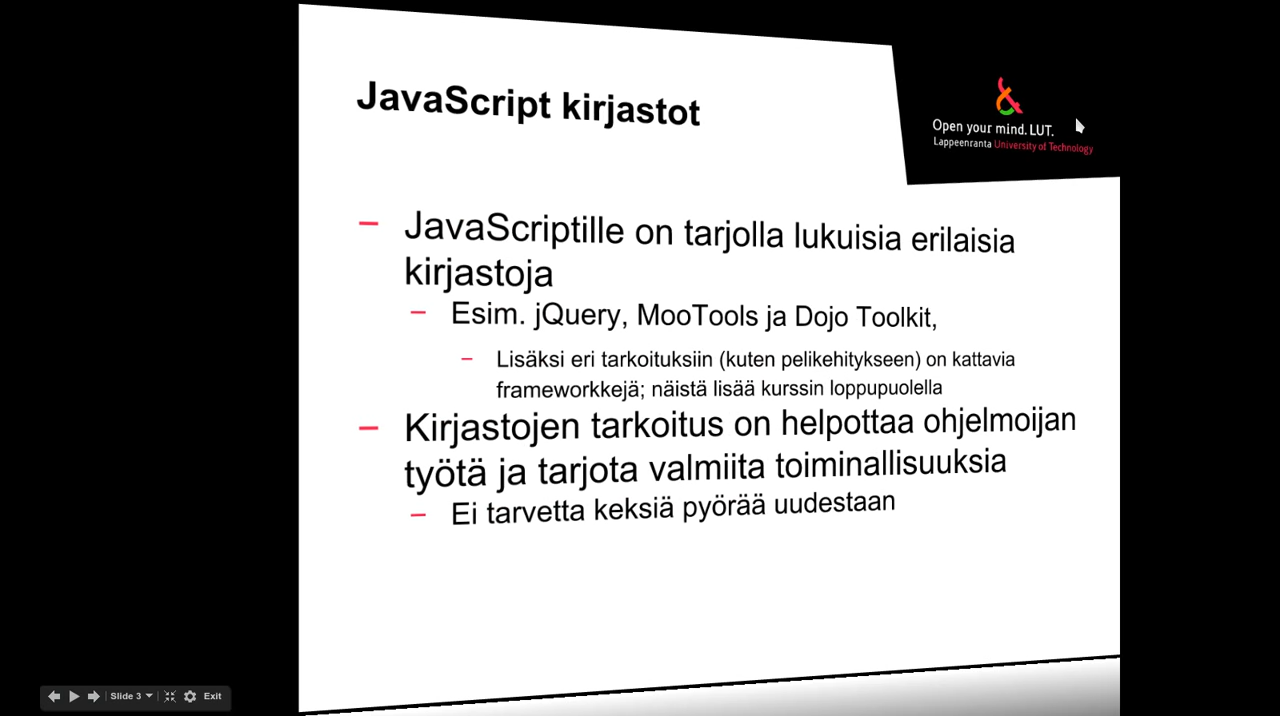 JavaScript kirjastot
Open your mind. LUT.
Lappeenranta University of Technology
– JavaScriptille on tarjolla lukuisia erilaisia
kirjastoja
– Esim. jQuery, MooTools ja Dojo Toolkit,
– Lisäksi eri tarkoituksiin (kuten pelikehitykseen) on kattavia
frameworkkejä; näistä lisää kurssin loppupuolella
– Kirjastojen tarkoitus on helpottaa ohjelmoijan
työtä ja tarjota valmiita toiminallisuuksia
– Ei tarvetta keksiä pyörää uudestaan
Slide 3 Exit